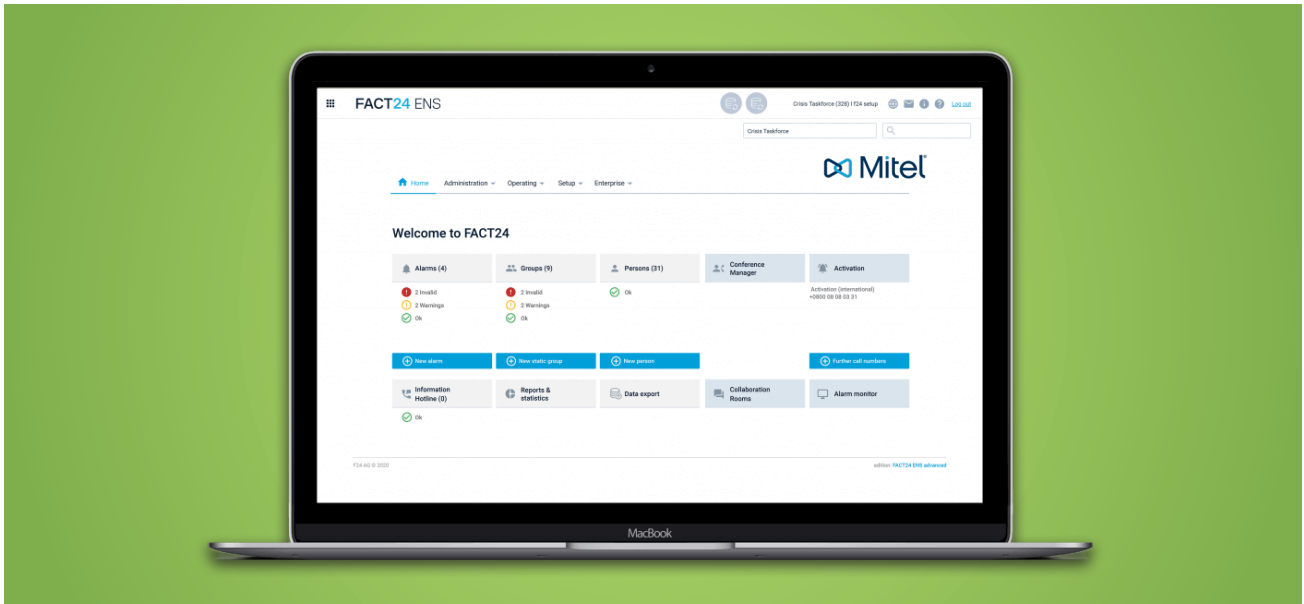 FACT24 ENS
Crisis Taskforce (328) | f24 setup
Log out
Crisis Taskforce
Mitel®
Home Administration Operating Setup Enterprise
Welcome to FACT24
Alarms (4)
2 Invalid
2 Warnings
Ok
Groups (9)
2 Invalid
2 Warnings
Ok
Persons (31)
Ok
Conference
Manager
Activation
Activation (international)
+0800 08 08 03 31
New alarm
New static group
New person
Further call numbers
Information
Hotline (0)
Ok
Reports &
statistics
Data export
Collaboration
Rooms
Alarm monitor
F24 AG © 2020
edition: FACT24 ENS advanced
MacBook